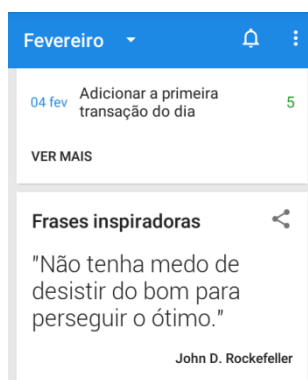 Fevereiro
04 fev Adicionar a primeira 5
transação do dia
VER MAIS
Frases inspiradoras
"Não tenha medo de
desistir do bom para
perseguir o ótimo."
John D. Rockefeller